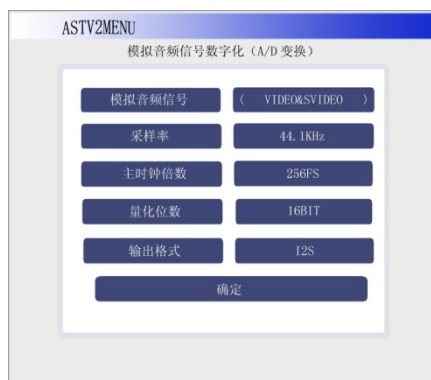 ASTV2MENU
模拟音频信号数字化（A/D 变换）
模拟音频信号 〈 VIDEO&SVIDEO 〉
采样率 44.1KHz
主时钟倍数 256FS
量化位数 16BIT
输出格式 I2S
确定